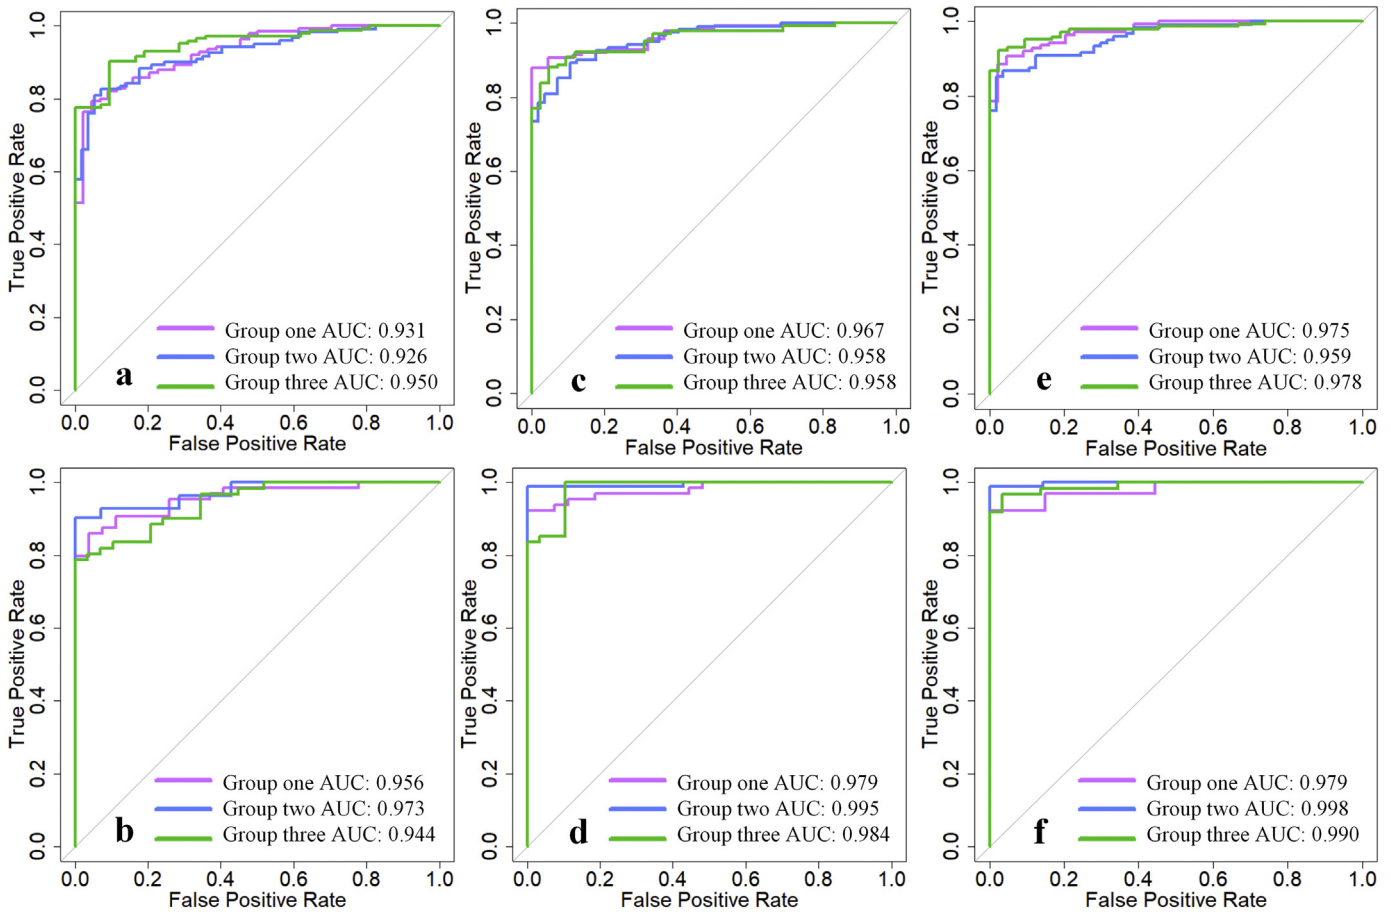 True Positive Rate
0.0 0.2 0.4 0.6 0.8 1.0
Group one AUC: 0.931
Group two AUC: 0.926
Group three AUC: 0.950
a
0.0 0.2 0.4 0.6 0.8 1.0
False Positive Rate
True Positive Rate
0.0 0.2 0.4 0.6 0.8 1.0
Group one AUC: 0.967
Group two AUC: 0.958
Group three AUC: 0.958
c
0.0 0.2 0.4 0.6 0.8 1.0
False Positive Rate
True Positive Rate
0.0 0.2 0.4 0.6 0.8 1.0
Group one AUC: 0.975
Group two AUC: 0.959
Group three AUC: 0.978
e
0.0 0.2 0.4 0.6 0.8 1.0
False Positive Rate
True Positive Rate
0.0 0.2 0.4 0.6 0.8 1.0
Group one AUC: 0.956
Group two AUC: 0.973
Group three AUC: 0.944
b
0.0 0.2 0.4 0.6 0.8 1.0
False Positive Rate
True Positive Rate
0.0 0.2 0.4 0.6 0.8 1.0
Group one AUC: 0.979
Group two AUC: 0.995
Group three AUC: 0.984
d
0.0 0.2 0.4 0.6 0.8 1.0
False Positive Rate
True Positive Rate
0.0 0.2 0.4 0.6 0.8 1.0
Group one AUC: 0.979
Group two AUC: 0.998
Group three AUC: 0.990
f
0.0 0.2 0.4 0.6 0.8 1.0
False Positive Rate